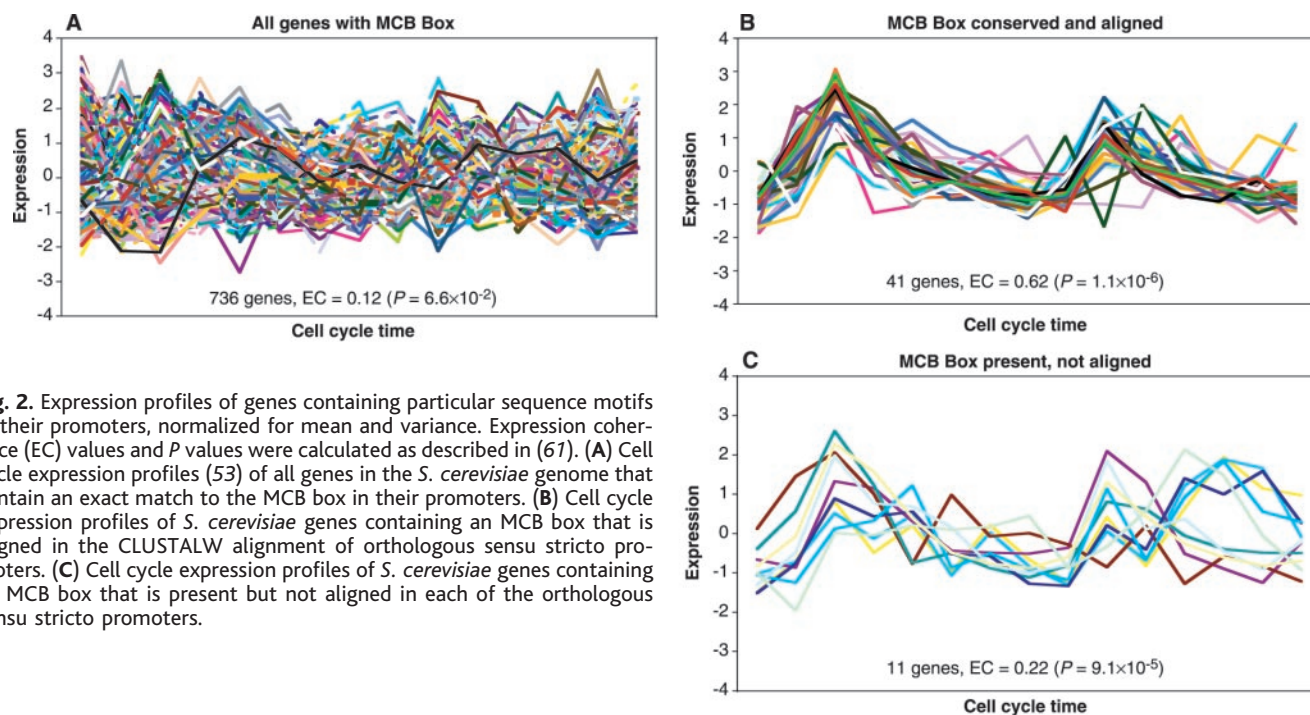 A
All genes with MCB Box
4
3
2
1
0
-1
-2
-3
-4
Expression
736 genes, EC = 0.12 (P = 6.6×10-2)
Cell cycle time
B
MCB Box conserved and aligned
4
3
2
1
0
-1
-2
-3
-4
Expression
41 genes, EC = 0.62 (P = 1.1×10-6)
Cell cycle time
C
MCB Box present, not aligned
4
3
2
1
0
-1
-2
-3
-4
Expression
11 genes, EC = 0.22 (P = 9.1×10-5)
Cell cycle time
g. 2. Expression profiles of genes containing particular sequence motifs
their promoters, normalized for mean and variance. Expression coher-
ce (EC) values and P values were calculated as described in (61). (A) Cell
cle expression profiles (53) of all genes in the S. cerevisiae genome that
ntain an exact match to the MCB box in their promoters. (B) Cell cycle
pression profiles of S. cerevisiae genes containing an MCB box that is
gned in the CLUSTALW alignment of orthologous sensu stricto pro-
oters. (C) Cell cycle expression profiles of S. cerevisiae genes containing
MCB box that is present but not aligned in each of the orthologous
nsu stricto promoters.